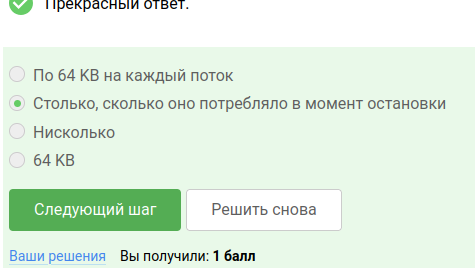 Прекрасный ответ.
По 64 KB на каждый поток
Столько, сколько оно потребляло в момент остановки
Нисколько
64 KB
Следующий шаг Решить снова
Ваши решения Вы получили: 1 балл